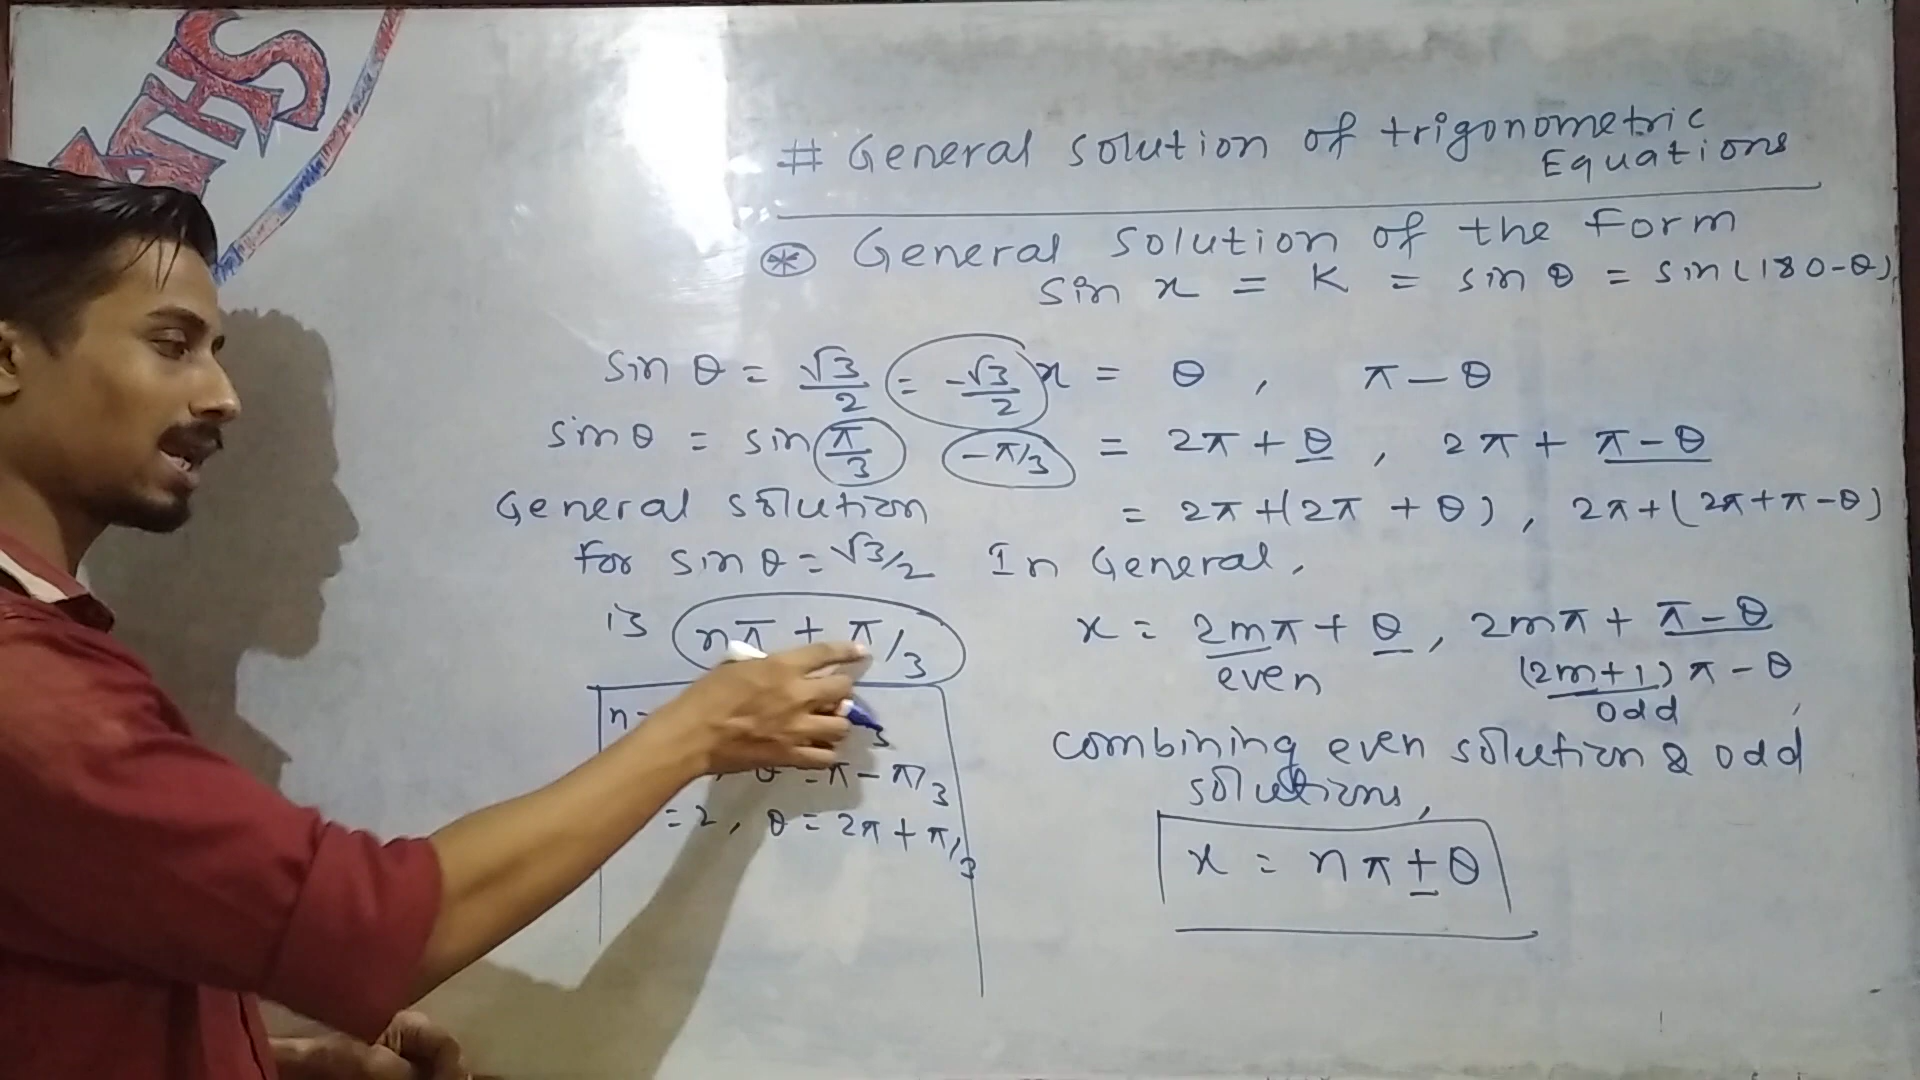 ATHS
# General solution of trigonometric
Equations
* General solution of the form
sin x = K = sin θ = sin(180-θ)
sin θ = √3/2 = -√3/2
x = θ , π-θ
sin θ = sin π/3 -π/3
= 2π + θ , 2π + π-θ
= 2π+(2π + θ) , 2π+(2π+π-θ)
General solution
for sin θ = √3/2
is nπ + π/3
n=
θ = π - π/3
= 2, θ = 2π + π/3
In General,
x = 2mπ + θ , 2mπ + π-θ
even (2m+1)π - θ
odd
combining even solution & odd
solutions,
x = nπ ± θ